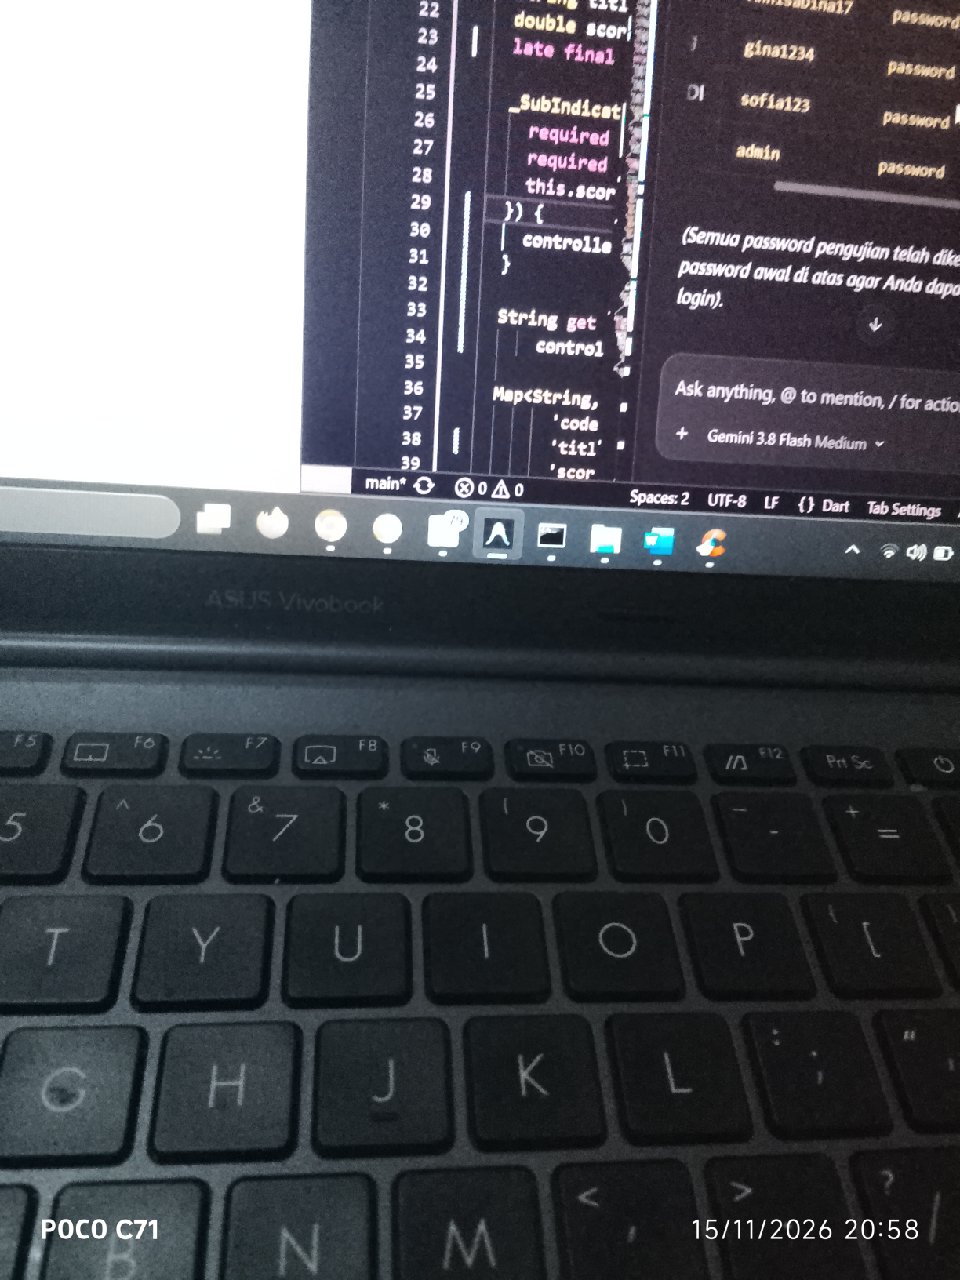 22
23
24
25
26
27
28
29
30
31
32
33
34
35
36
37
38
39
double scor
late final
_SubIndicat
required
required
this.scor
}) {
controlle
}
String get
control
Map<String,
'code
'titl'
'scor
password
gina1234 password
sofia123 password
admin password
(Semua password pengujian telah dike
password awal di atas agar Anda dapa
login).
Ask anything, @ to mention, / for actio
+ Gemini 3.8 Flash Medium
main* 0 0 Spaces: 2 UTF-8 LF {} Dart Tab Settings
ASUS Vivobook
F5 F6 F7 F8 F9 F10 F11 F12 Prt Sc
5 ^ 6 & 7 * 8 ( 9 ) 0 _ - + =
T Y U I O P { [
G H J K L : ; "
B N M < , > ? /
POCO C71 15/11/2026 20:58